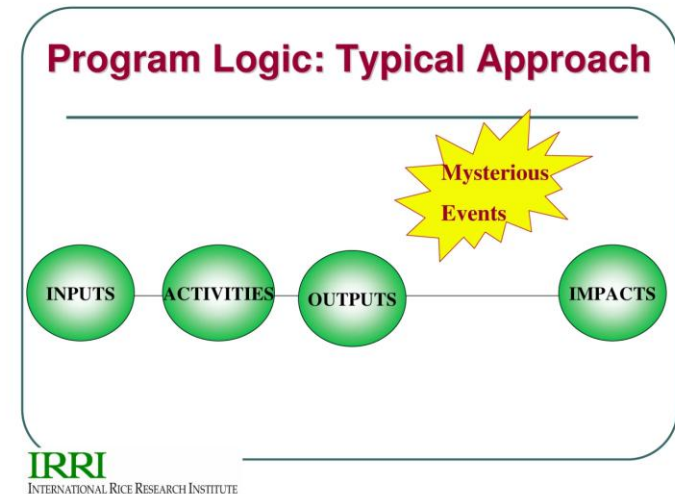 Program Logic: Typical Approach
Mysterious
Events
INPUTS
ACTIVITIES
OUTPUTS
IMPACTS
IRRI
INTERNATIONAL RICE RESEARCH INSTITUTE